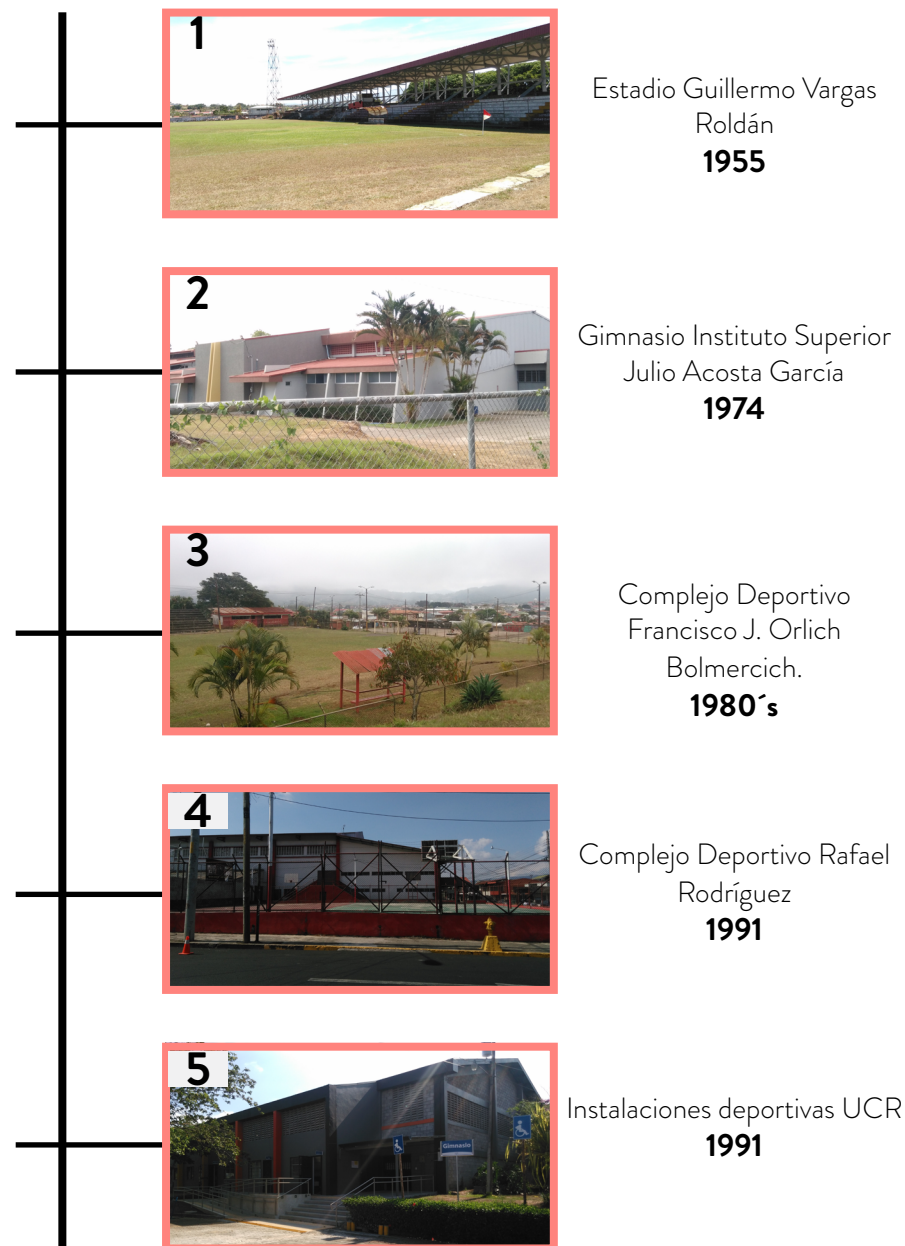 1
Estadio Guillermo Vargas
Roldán
1955
2
Gimnasio Instituto Superior
Julio Acosta García
1974
3
Complejo Deportivo
Francisco J. Orlich
Bolmercich.
1980´s
4
Complejo Deportivo Rafael
Rodríguez
1991
5
Instalaciones deportivas UCR
1991
Gimnasio